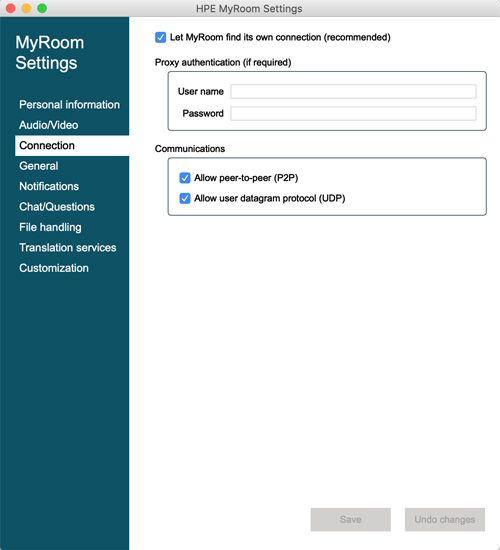 HPE MyRoom Settings
MyRoom
Settings
Personal information
Audio/Video
Connection
General
Notifications
Chat/Questions
File handling
Translation services
Customization
Let MyRoom find its own connection (recommended)
Proxy authentication (if required)
User name
Password
Communications
Allow peer-to-peer (P2P)
Allow user datagram protocol (UDP)
Save
Undo changes